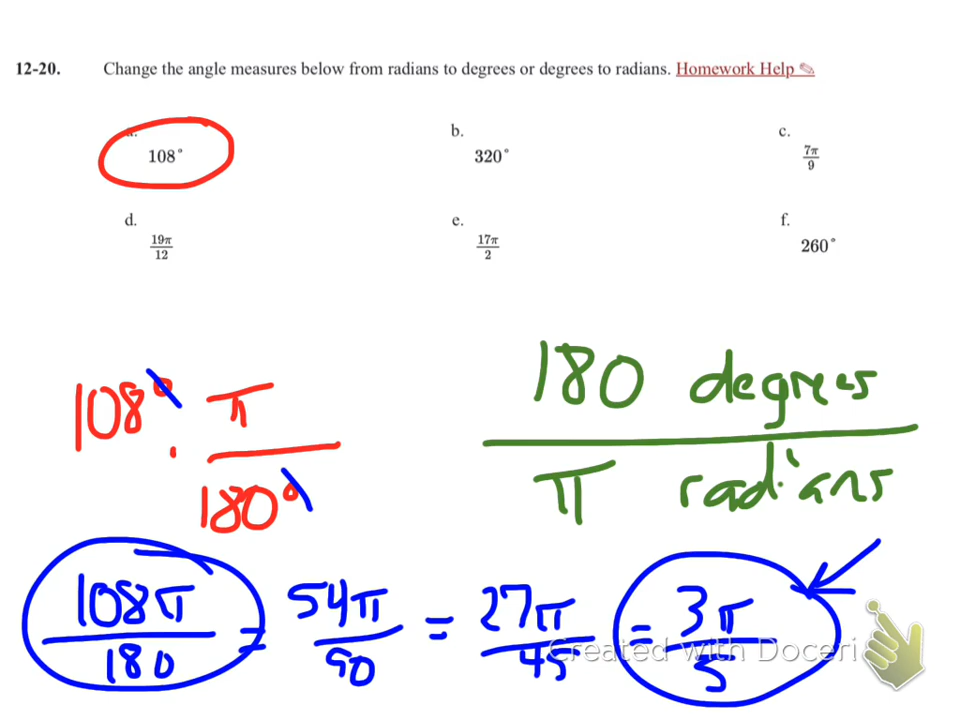 12-20. Change the angle measures below from radians to degrees or degrees to radians. Homework Help ✎
a. b. c.
108° 320° 7π/9
d. e. f.
19π/12 17π/2 260°
108° · π/180°
180 degrees/π radians
108π/180 = 54π/90 = 27π/45 = 3π/5
Created with Doceri